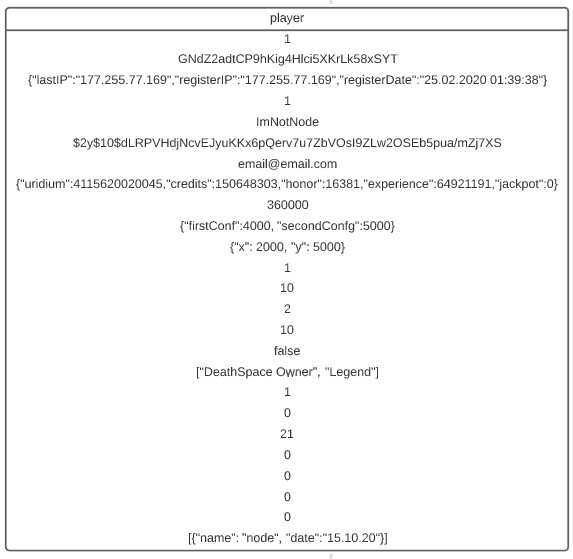 player
1
GNdZ2adtCP9hKig4Hlci5XKrLk58xSYT
{"lastIP":"177.255.77.169","registerIP":"177.255.77.169","registerDate":"25.02.2020 01:39:38"}
1
ImNotNode
$2y$10$dLRPVHdjNcvEJyuKKx6pQerv7u7ZbVOsI9ZLw2OSEb5pua/mZj7XS
email@email.com
{"uridium":4115620020045,"credits":150648303,"honor":16381,"experience":64921191,"jackpot":0}
360000
{"firstConf":4000, "secondConfg":5000}
{"x": 2000, "y": 5000}
1
10
2
10
false
["DeathSpace Owner", "Legend"]
1
0
21
0
0
0
0
[{"name": "node", "date":"15.10.20"}]